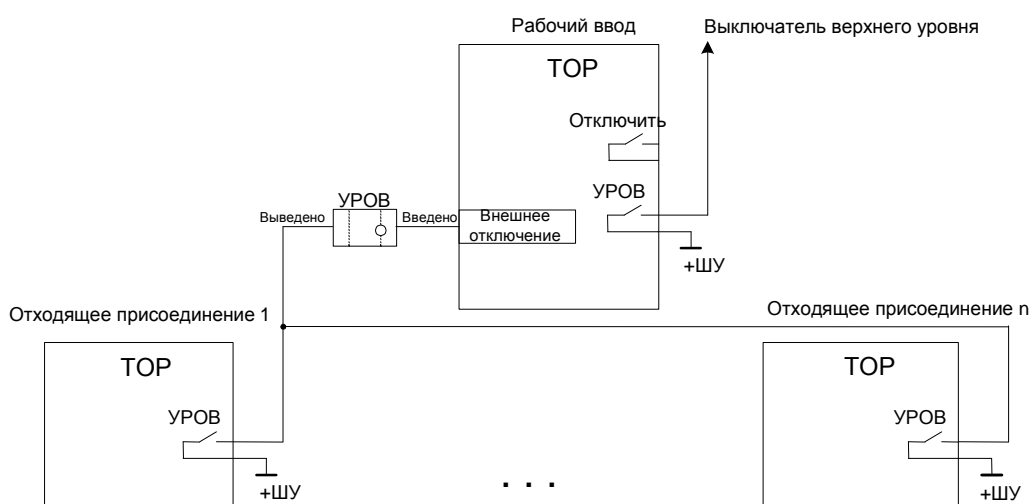 Рабочий ввод
Выключатель верхнего уровня
ТОР
Отключить
УРОВ
УРОВ
Выведено
Введено
Внешнее
отключение
+ШУ
Отходящее присоединение 1
Отходящее присоединение n
ТОР
ТОР
УРОВ
УРОВ
+ШУ
. . .
+ШУ